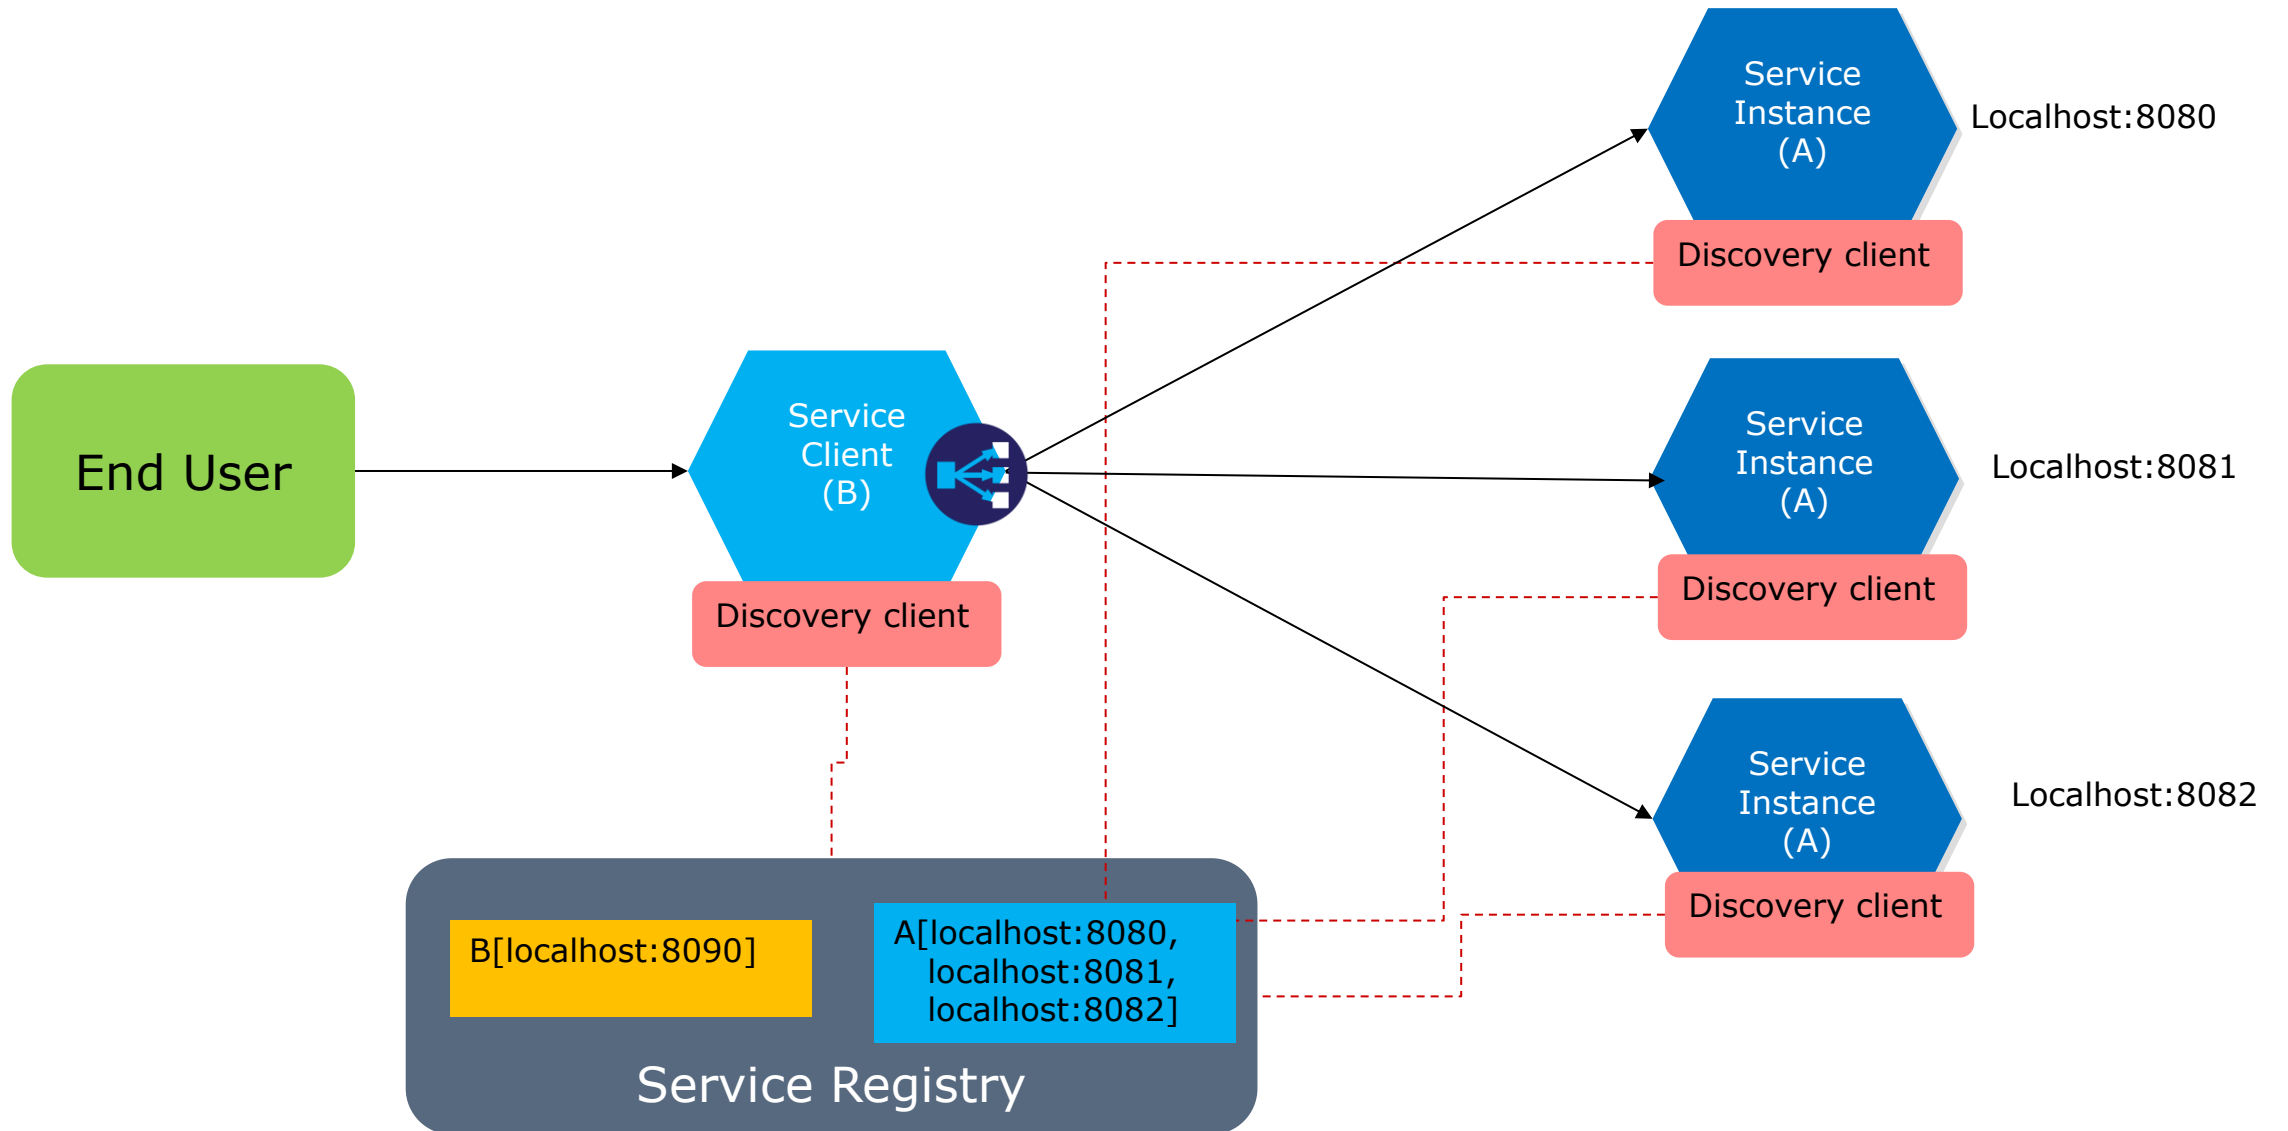 Service
Instance
(A)
Localhost:8080
Discovery client
End User
Service
Client
(B)
Discovery client
Service
Instance
(A)
Localhost:8081
Discovery client
Service
Instance
(A)
Localhost:8082
Discovery client
B[localhost:8090]
A[localhost:8080,
localhost:8081,
localhost:8082]
Service Registry